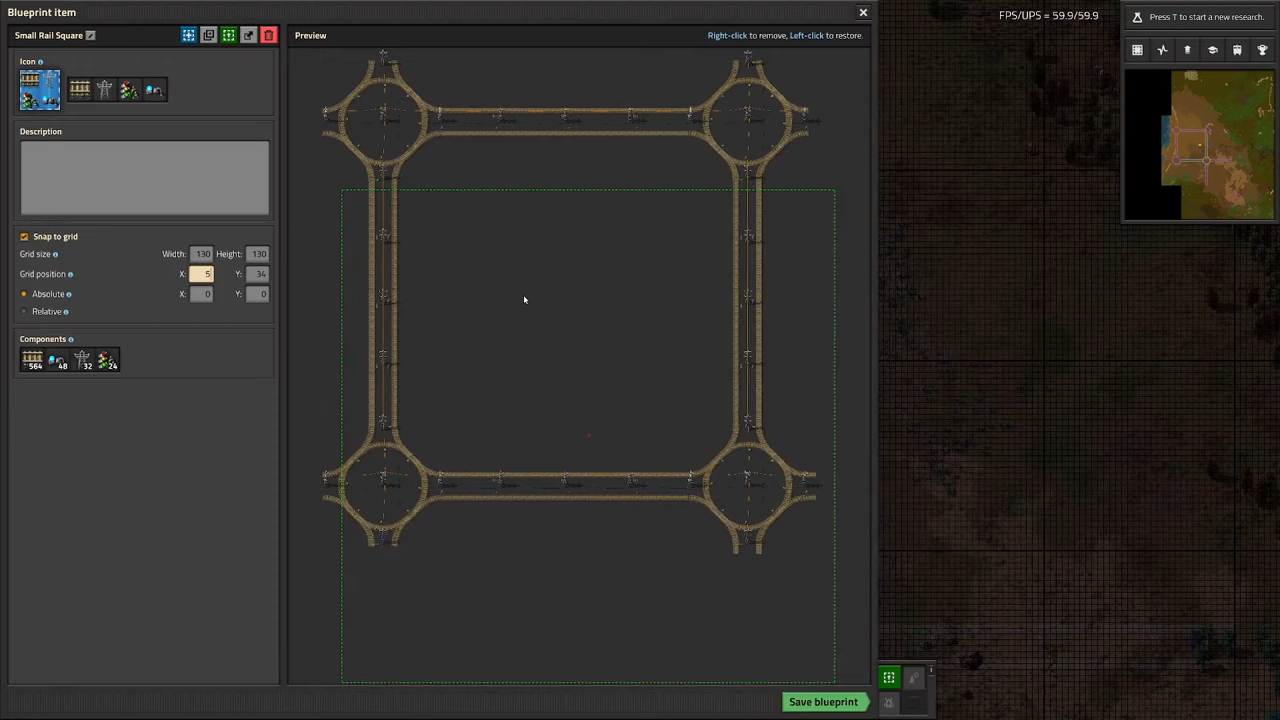 Blueprint item
FPS/UPS = 59.9/59.9
Press T to start a new research.
Small Rail Square
Preview
Right-click to remove, Left-click to restore.
Icon
Description
Snap to grid
Grid size
Width: 130
Height: 130
Grid position
X: 5
Y: 34
Absolute
X: 0
Y: 0
Relative
Components
564
48
32
24
1
Save blueprint